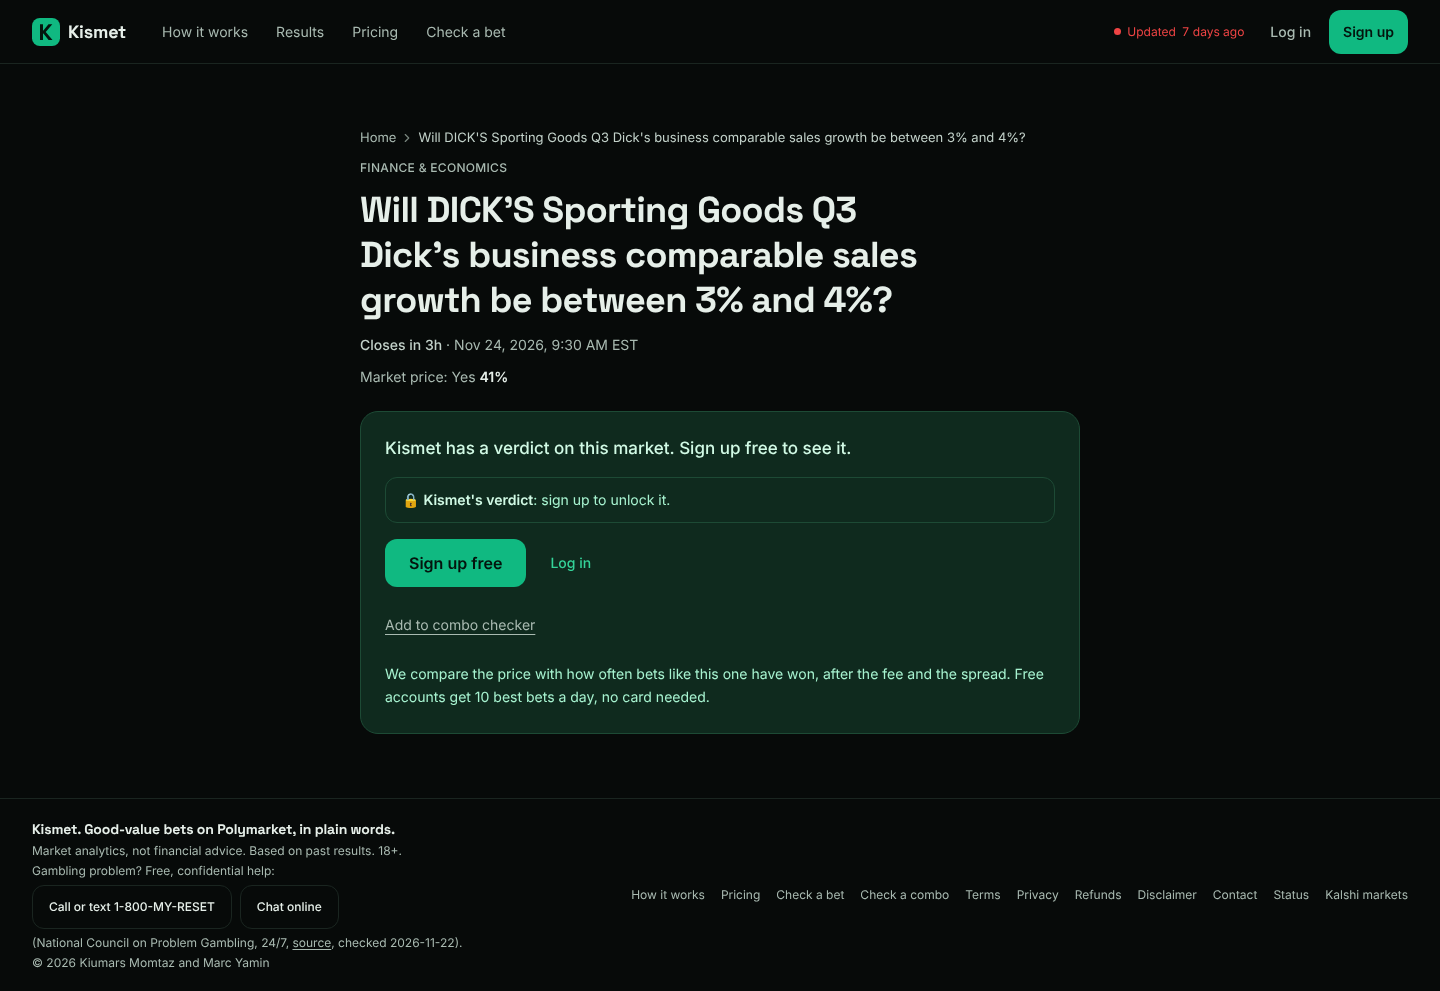 K Kismet
How it works
Results
Pricing
Check a bet
Updated 7 days ago
Log in
Sign up
Home > Will DICK'S Sporting Goods Q3 Dick's business comparable sales growth be between 3% and 4%?
FINANCE & ECONOMICS
Will DICK'S Sporting Goods Q3
Dick's business comparable sales
growth be between 3% and 4%?
Closes in 3h · Nov 24, 2026, 9:30 AM EST
Market price: Yes 41%
Kismet has a verdict on this market. Sign up free to see it.
🔒 Kismet's verdict: sign up to unlock it.
Sign up free
Log in
Add to combo checker
We compare the price with how often bets like this one have won, after the fee and the spread. Free
accounts get 10 best bets a day, no card needed.
Kismet. Good-value bets on Polymarket, in plain words.
Market analytics, not financial advice. Based on past results. 18+.
Gambling problem? Free, confidential help:
Call or text 1-800-MY-RESET
Chat online
(National Council on Problem Gambling, 24/7, source, checked 2026-11-22).
© 2026 Kiumars Momtaz and Marc Yamin
How it works
Pricing
Check a bet
Check a combo
Terms
Privacy
Refunds
Disclaimer
Contact
Status
Kalshi markets